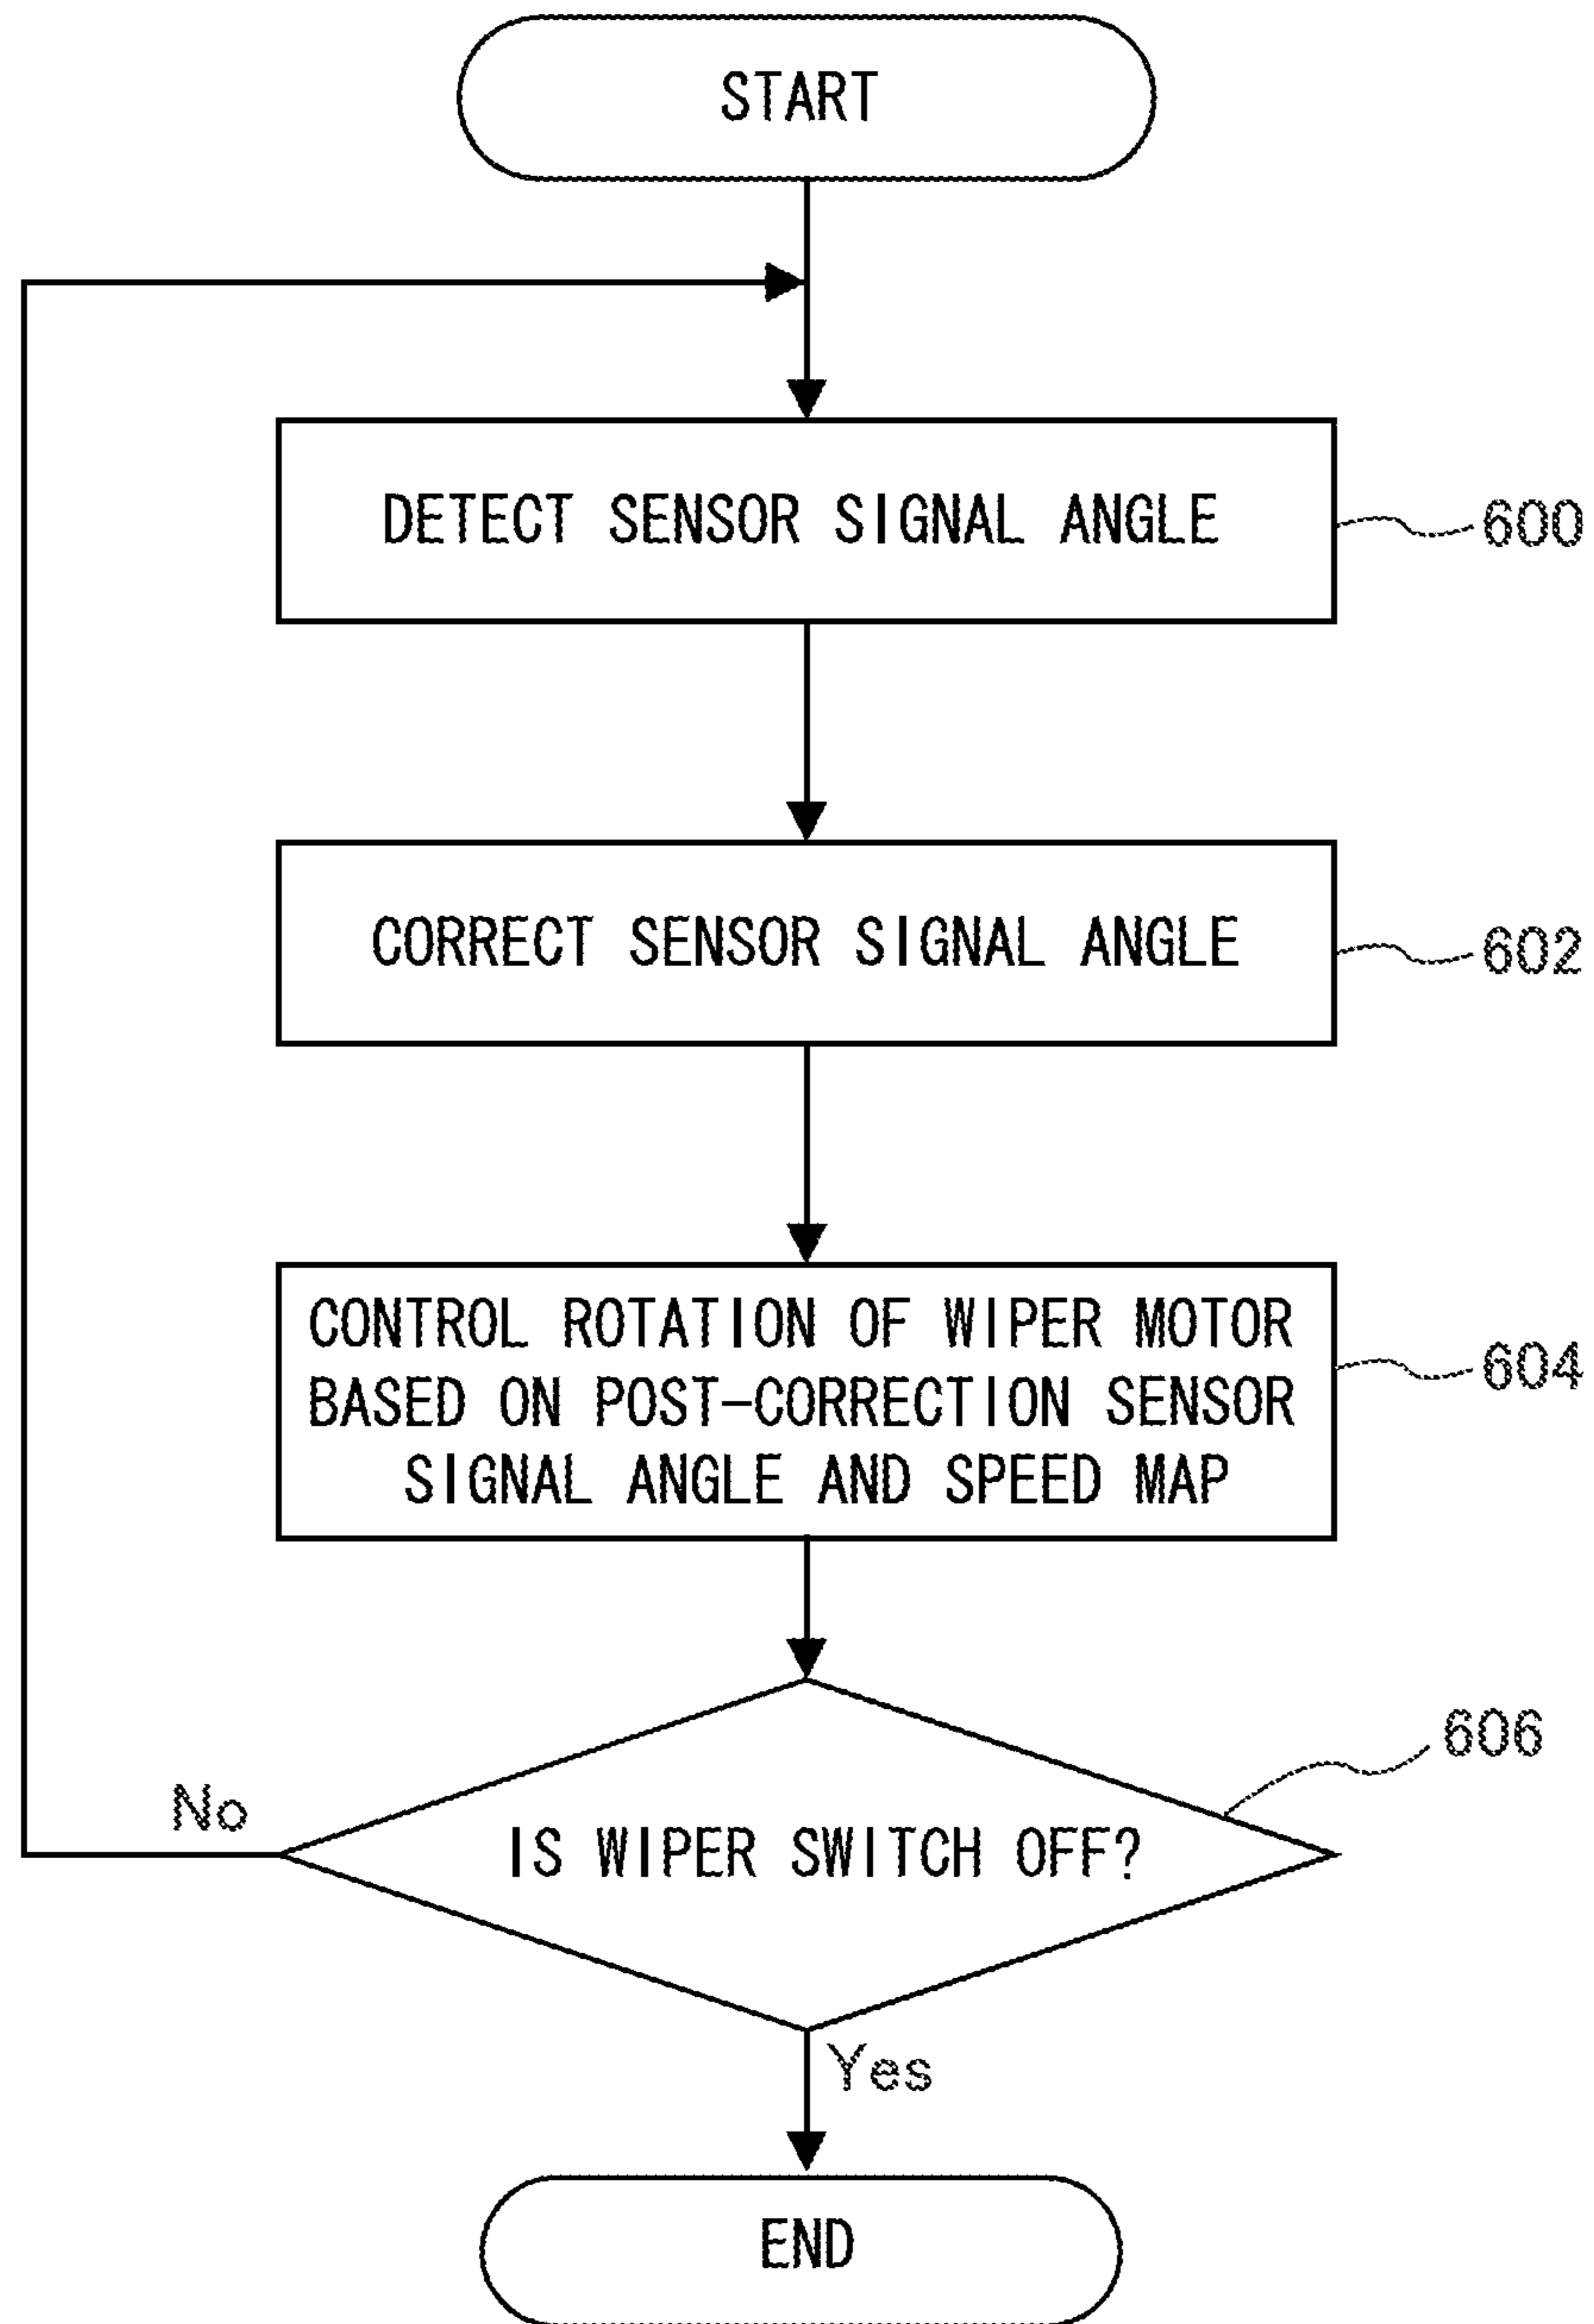 START
DETECT SENSOR SIGNAL ANGLE
600
CORRECT SENSOR SIGNAL ANGLE
602
CONTROL ROTATION OF WIPER MOTOR
BASED ON POST-CORRECTION SENSOR
SIGNAL ANGLE AND SPEED MAP
604
606
No
IS WIPER SWITCH OFF?
Yes
END